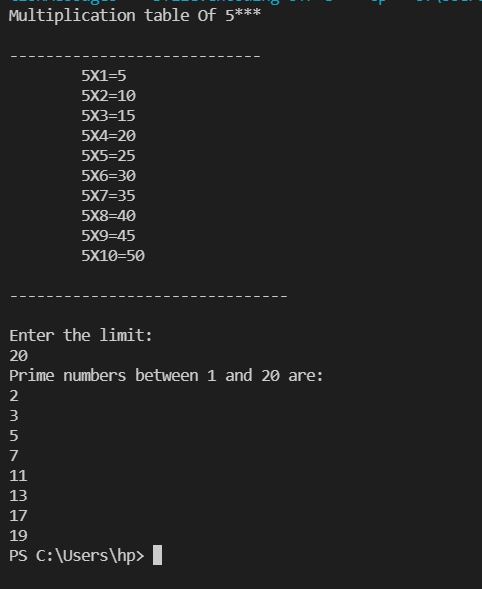 Multiplication table Of 5***
----------------------------
5X1=5
5X2=10
5X3=15
5X4=20
5X5=25
5X6=30
5X7=35
5X8=40
5X9=45
5X10=50
-------------------------------
Enter the limit:
20
Prime numbers between 1 and 20 are:
2
3
5
7
11
13
17
19
PS C:\Users\hp>